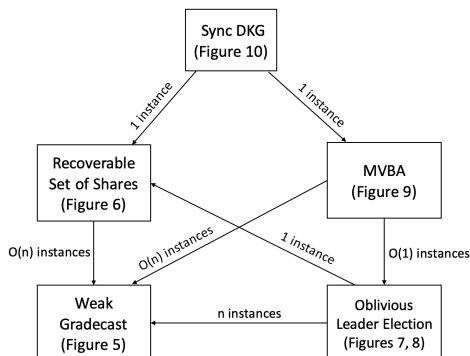 Sync DKG
(Figure 10)
1 instance
1 instance
Recoverable
Set of Shares
(Figure 6)
MVBA
(Figure 9)
O(n) instances
O(n) instances
1 instance
O(1) instances
Weak
Gradecast
(Figure 5)
n instances
Oblivious
Leader Election
(Figures 7, 8)